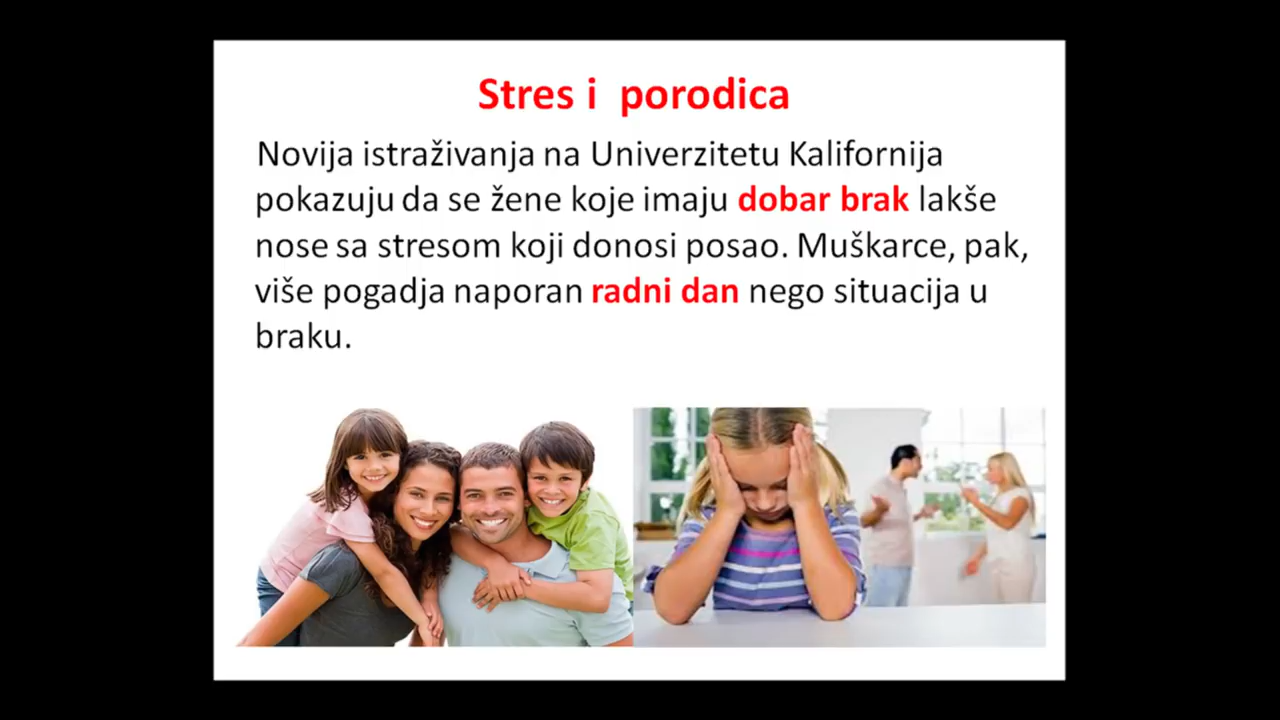 Stres i porodica
Novija istraživanja na Univerzitetu Kalifornija
pokazuju da se žene koje imaju dobar brak lakše
nose sa stresom koji donosi posao. Muškarce, pak,
više pogadja naporan radni dan nego situacija u
braku.